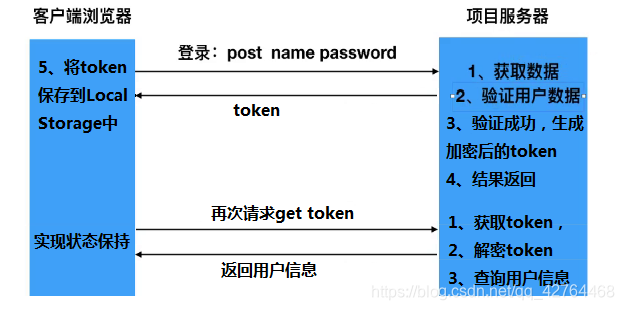 客户端浏览器
项目服务器
登录：post name password
5、将token
保存到Local
Storage中
token
1、获取数据
2、验证用户数据
3、验证成功，生成
加密后的token
4、结果返回
再次请求get token
实现状态保持
返回用户信息
1、获取token，
2、解密token
3、查询用户信息
https://blog.csdn.net/qq_42764468